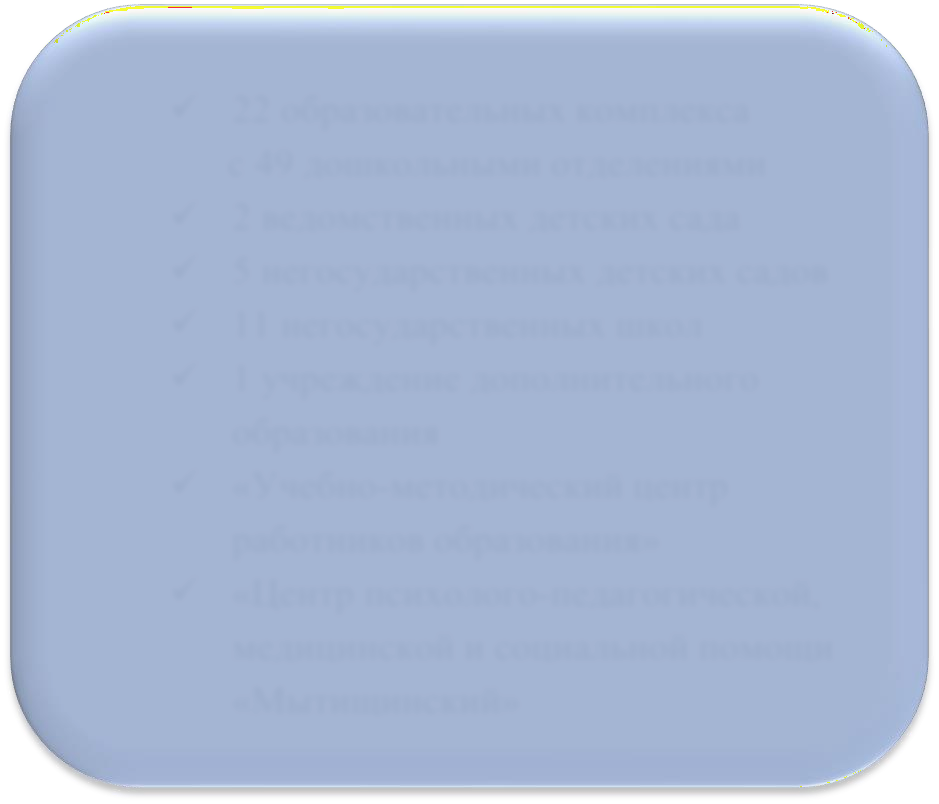 ✓ 22 образовательных комплекса
с 49 дошкольными отделениями
✓ 2 ведомственных детских сада
✓ 5 негосударственных детских садов
✓ 11 негосударственных школ
✓ 1 учреждение дополнительного
образования
✓ «Учебно-методический центр
работников образования»
✓ «Центр психолого-педагогической,
медицинской и социальной помощи
«Мытищинский»